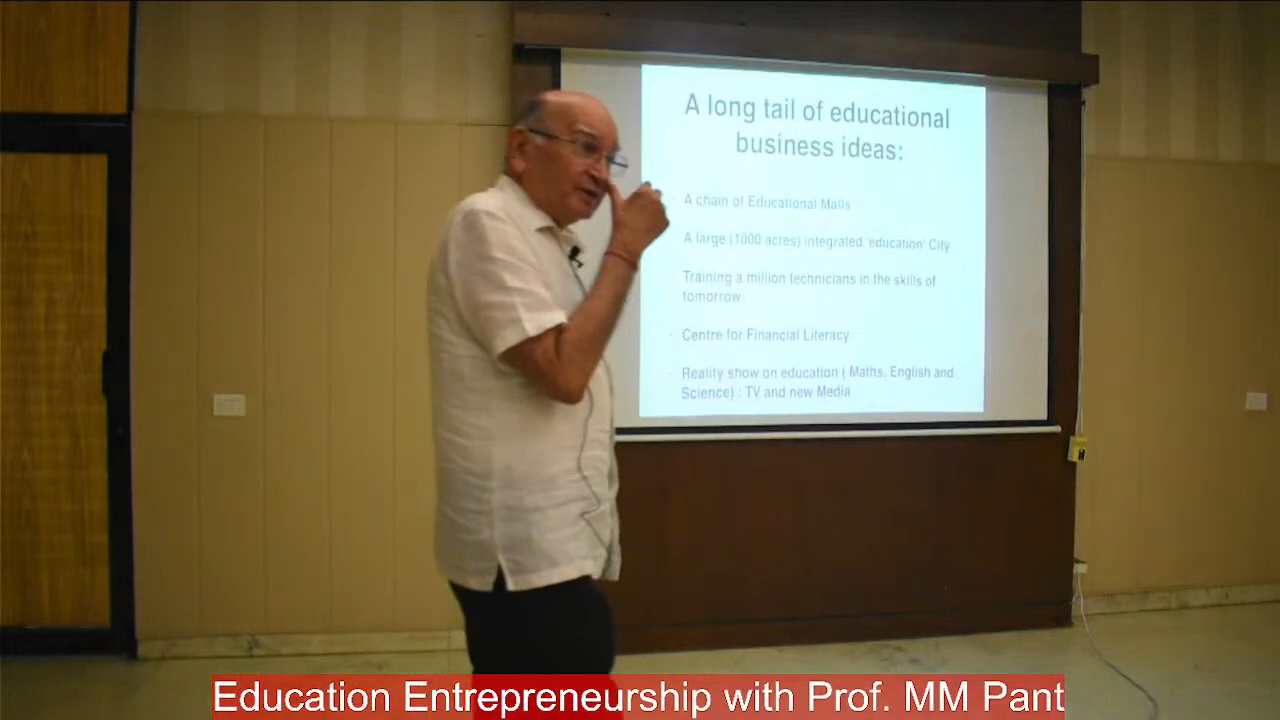 A long tail of educational
business ideas:
A chain of Educational Malls
A large (1000 acres) integrated 'education' City
Training a million technicians in the skills of
tomorrow
Centre for Financial Literacy
Reality show on education ( Maths, English and
Science) : TV and new Media
Education Entrepreneurship with Prof. MM Pant